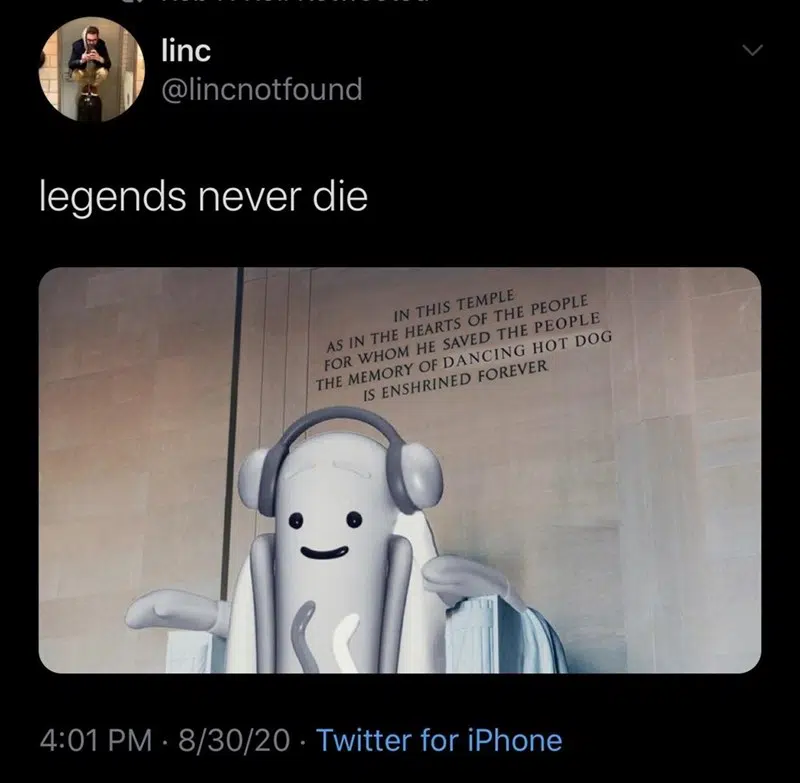 linc
@lincnotfound
legends never die
IN THIS TEMPLE
AS IN THE HEARTS OF THE PEOPLE
FOR WHOM HE SAVED THE PEOPLE
THE MEMORY OF DANCING HOT DOG
IS ENSHRINED FOREVER
4:01 PM · 8/30/20 · Twitter for iPhone